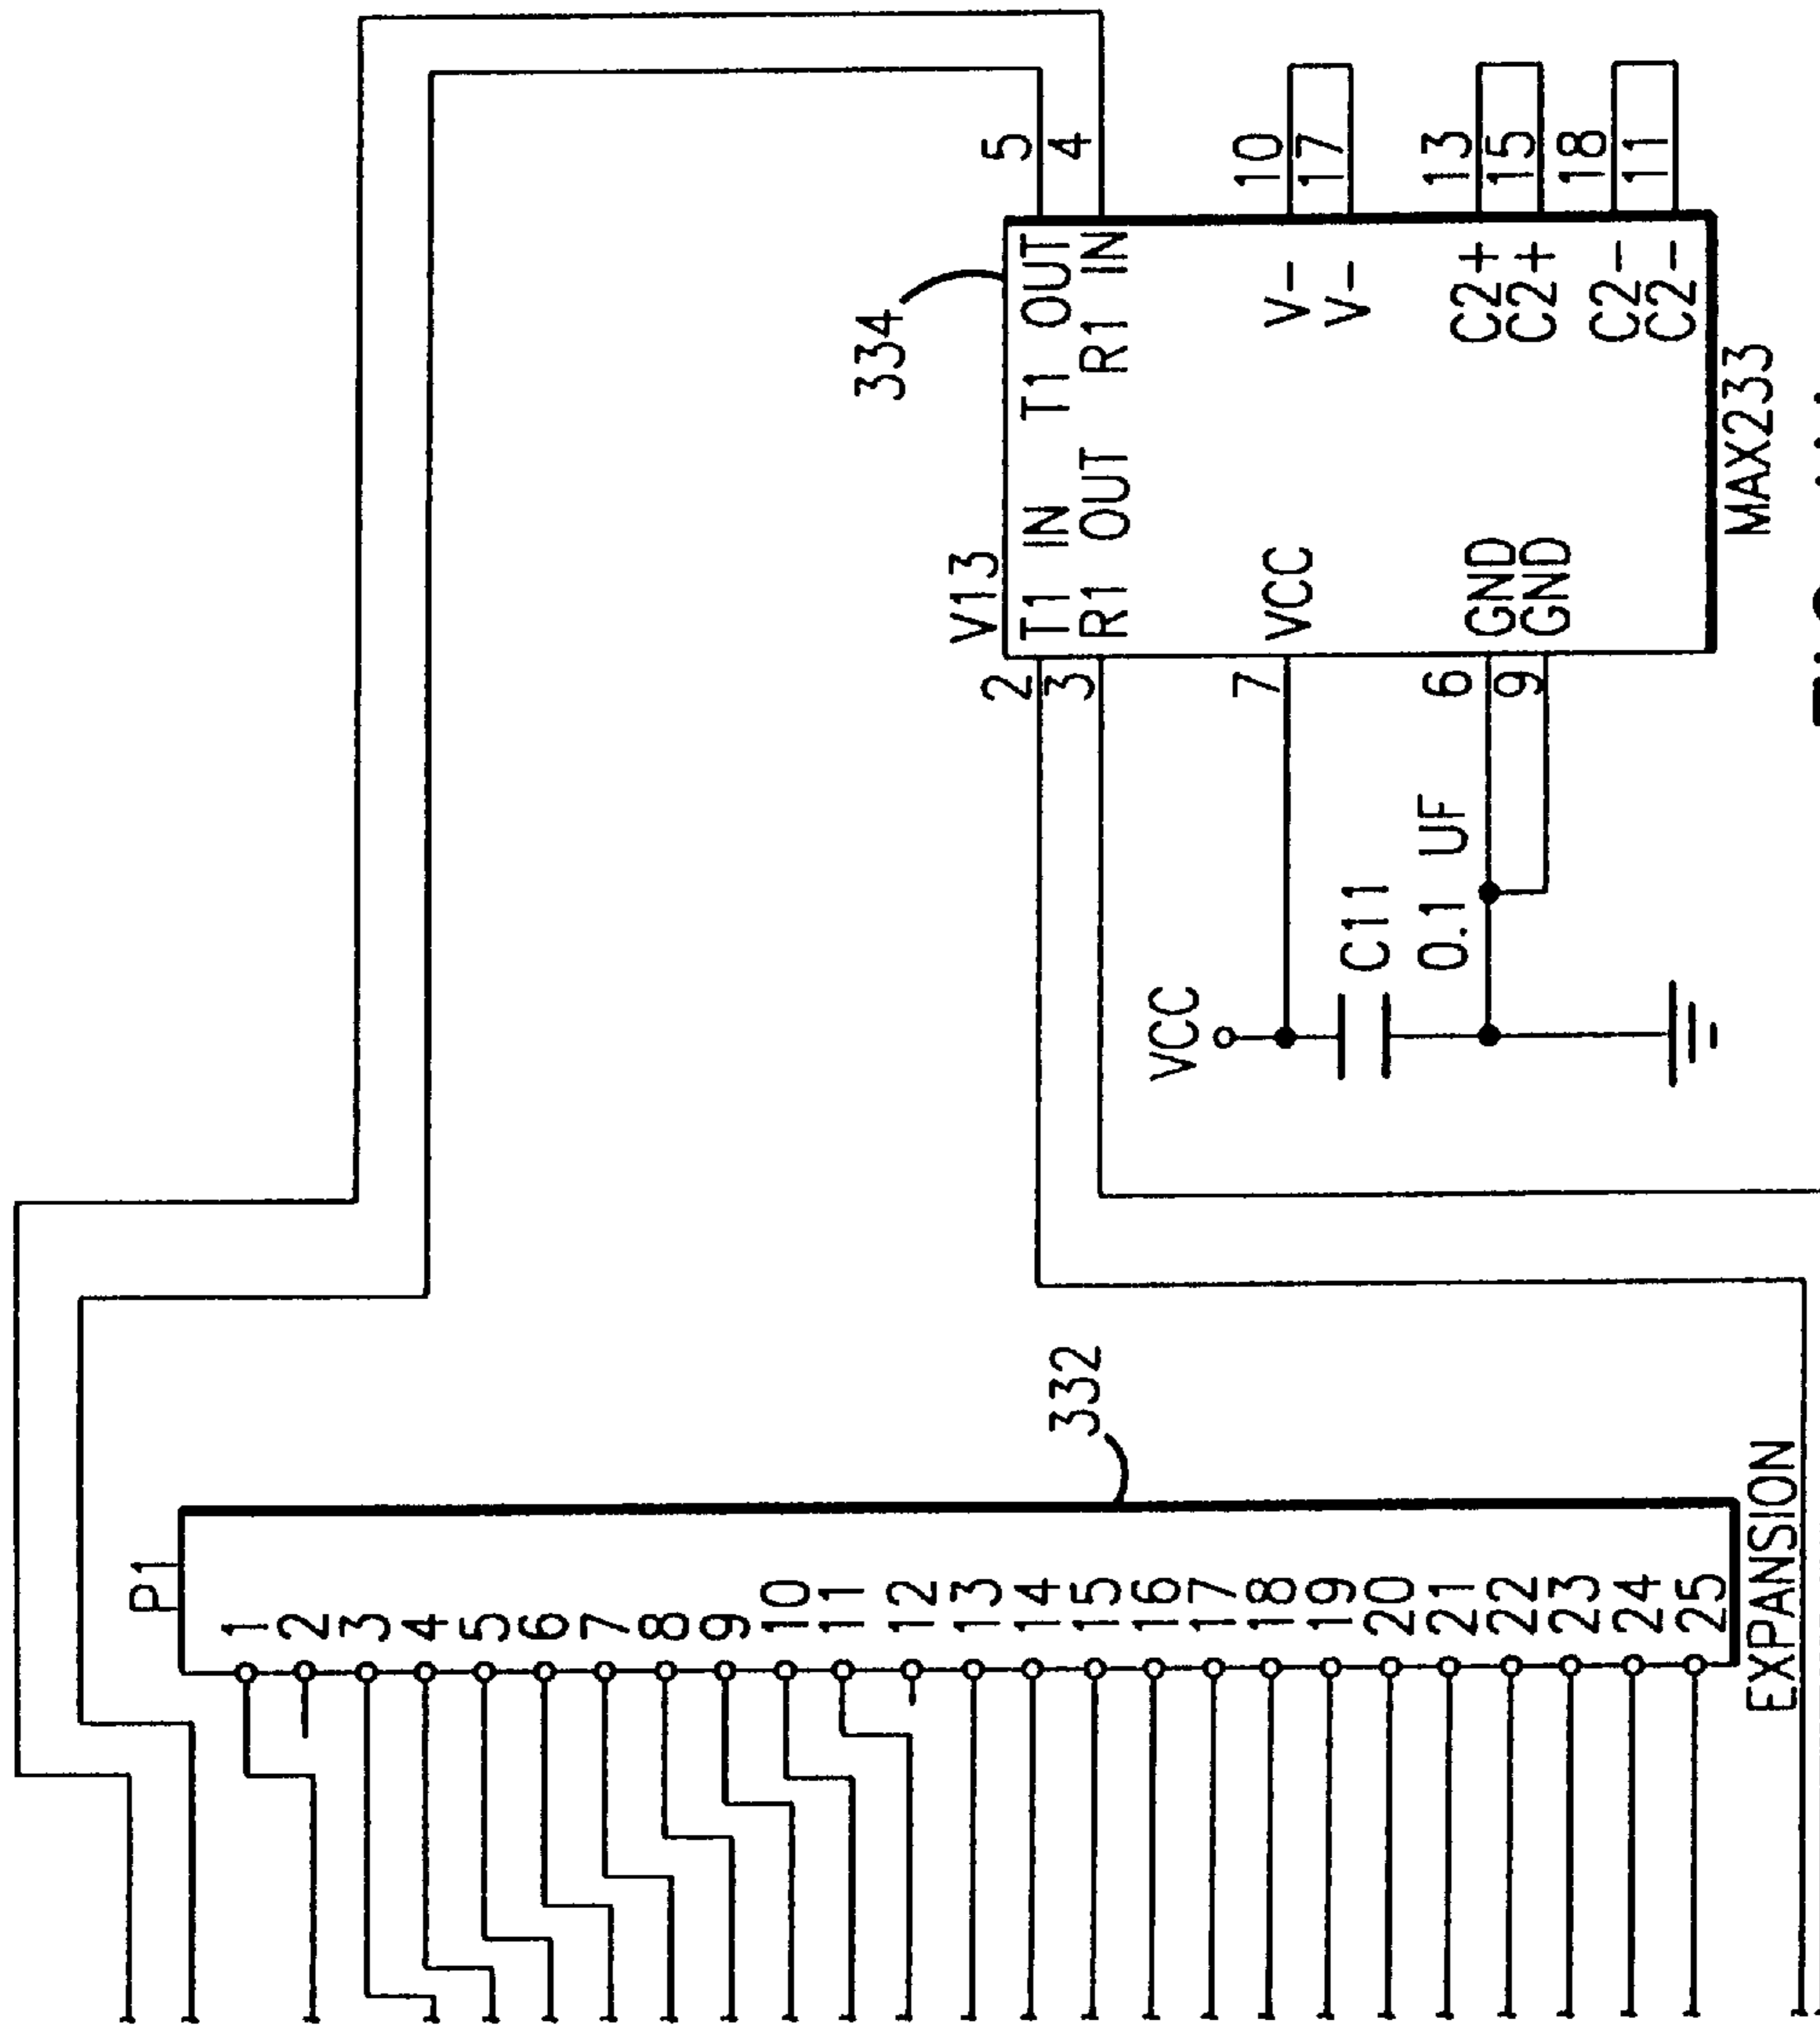 P1
1
2
3
4
5
6
7
8
9
10
11
12
13
14
15
16
17
18
19
20
21
22
23
24
25
EXPANSION
332
334
V13
2 T1 IN T1 OUT 5
3 R1 OUT R1 IN 4
7 VCC V- 10
V- 17
6 GND C2+ 13
9 GND C2+ 15
C2- 18
C2- 11
MAX233
VCC
C11
0.1 UF